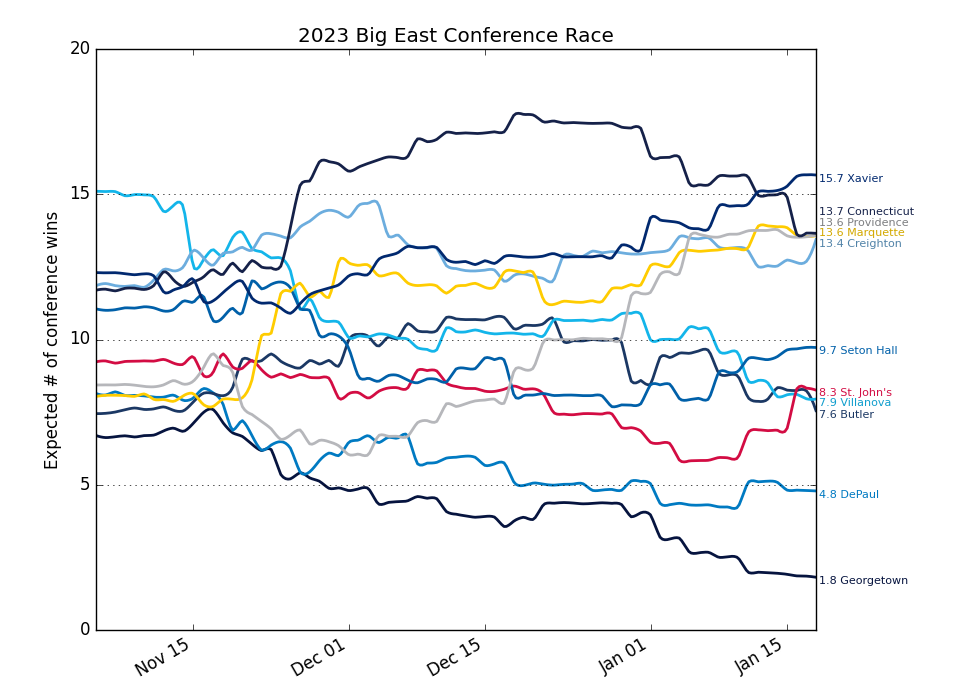 2023 Big East Conference Race
Expected # of conference wins
20
15
10
5
0
Nov 15
Dec 01
Dec 15
Jan 01
Jan 15
15.7 Xavier
13.7 Connecticut
13.6 Providence
13.6 Marquette
13.4 Creighton
9.7 Seton Hall
8.3 St. John's
7.9 Villanova
7.6 Butler
4.8 DePaul
1.8 Georgetown